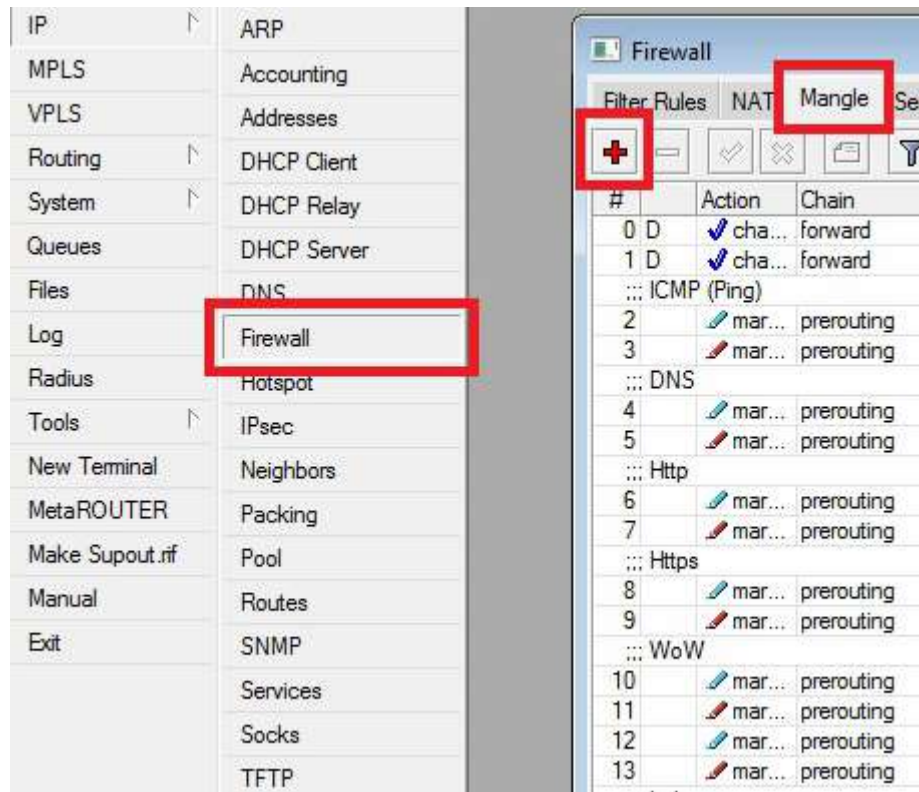 IP
MPLS
VPLS
Routing
System
Queues
Files
Log
Radius
Tools
New Terminal
MetaROUTER
Make Supout.rif
Manual
Exit
ARP
Accounting
Addresses
DHCP Client
DHCP Relay
DHCP Server
DNS
Firewall
Hotspot
IPsec
Neighbors
Packing
Pool
Routes
SNMP
Services
Socks
TFTP
Firewall
Filter Rules NAT Mangle Se
# Action Chain
0 D cha... forward
1 D cha... forward
::: ICMP (Ping)
2 mar... prerouting
3 mar... prerouting
::: DNS
4 mar... prerouting
5 mar... prerouting
::: Http
6 mar... prerouting
7 mar... prerouting
::: Https
8 mar... prerouting
9 mar... prerouting
::: WoW
10 mar... prerouting
11 mar... prerouting
12 mar... prerouting
13 mar... prerouting